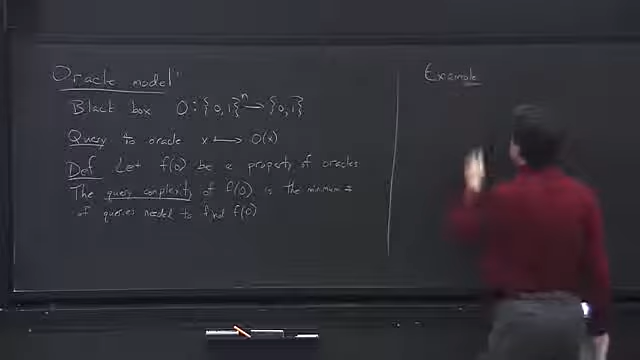 Oracle model
Black box O : {0,1}^n → {0,1}
Query to oracle x ↦ O(x)
Def Let f(O) be a property of oracles
The query complexity of f(O) is the minimum #
of queries needed to find f(O)
Example